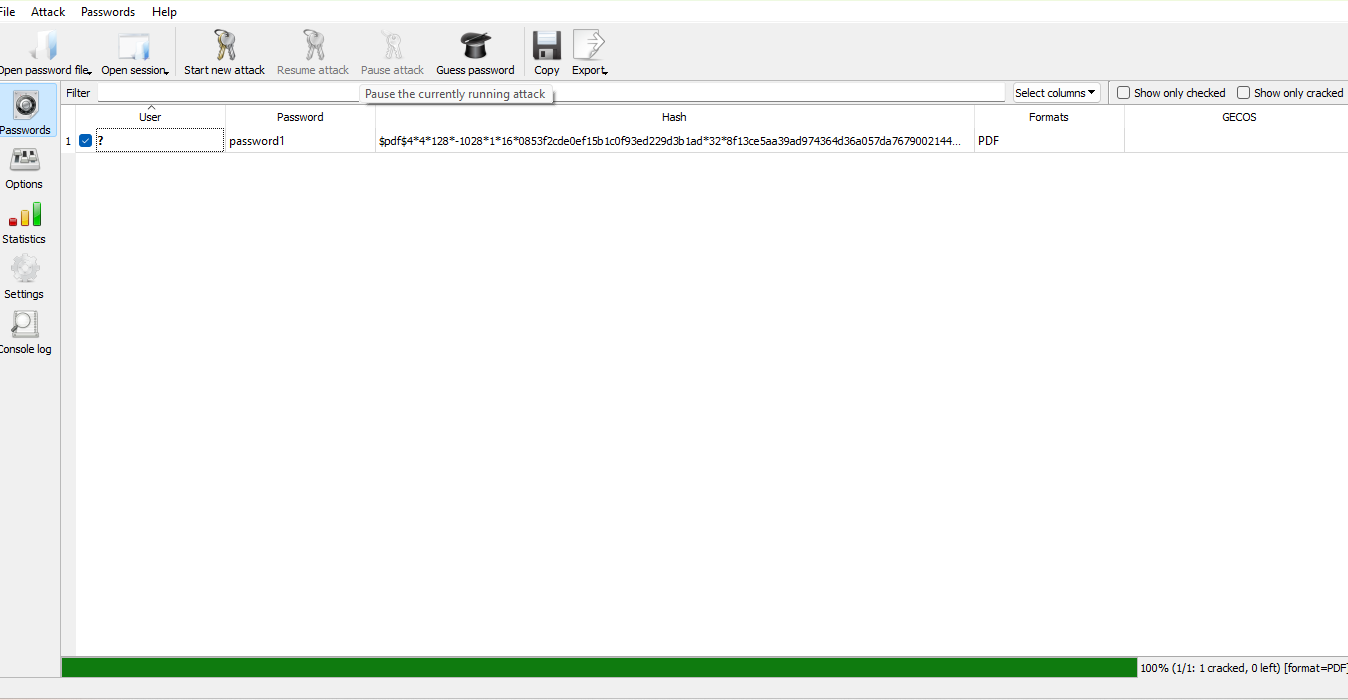 File Attack Passwords Help
Open password file Open session Start new attack Resume attack Pause attack Guess password Copy Export
Passwords
Options
Statistics
Settings
Console log
Filter Pause the currently running attack Select columns Show only checked Show only cracked
User Password Hash Formats GECOS
1 ? password1 $pdf$4*4*128*-1028*1*16*0853f2cde0ef15b1c0f93ed229d3b1ad*32*8f13ce5aa39ad974364d36a057da7679002144... PDF
100% (1/1: 1 cracked, 0 left) [format=PDF]